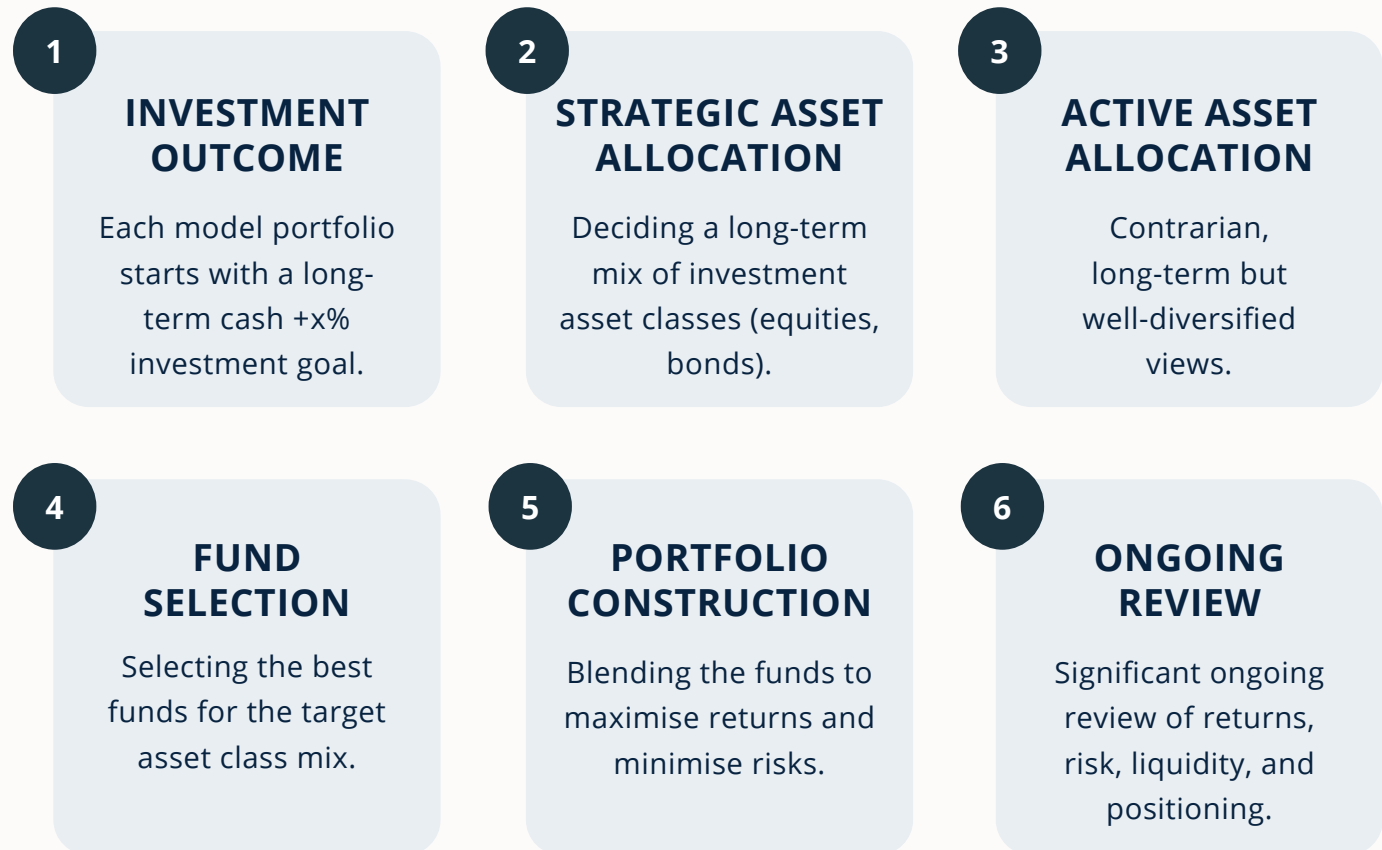 1
INVESTMENT
OUTCOME
Each model portfolio
starts with a long-
term cash +x%
investment goal.
2
STRATEGIC ASSET
ALLOCATION
Deciding a long-term
mix of investment
asset classes (equities,
bonds).
3
ACTIVE ASSET
ALLOCATION
Contrarian,
long-term but
well-diversified
views.
4
FUND
SELECTION
Selecting the best
funds for the target
asset class mix.
5
PORTFOLIO
CONSTRUCTION
Blending the funds to
maximise returns and
minimise risks.
6
ONGOING
REVIEW
Significant ongoing
review of returns,
risk, liquidity, and
positioning.